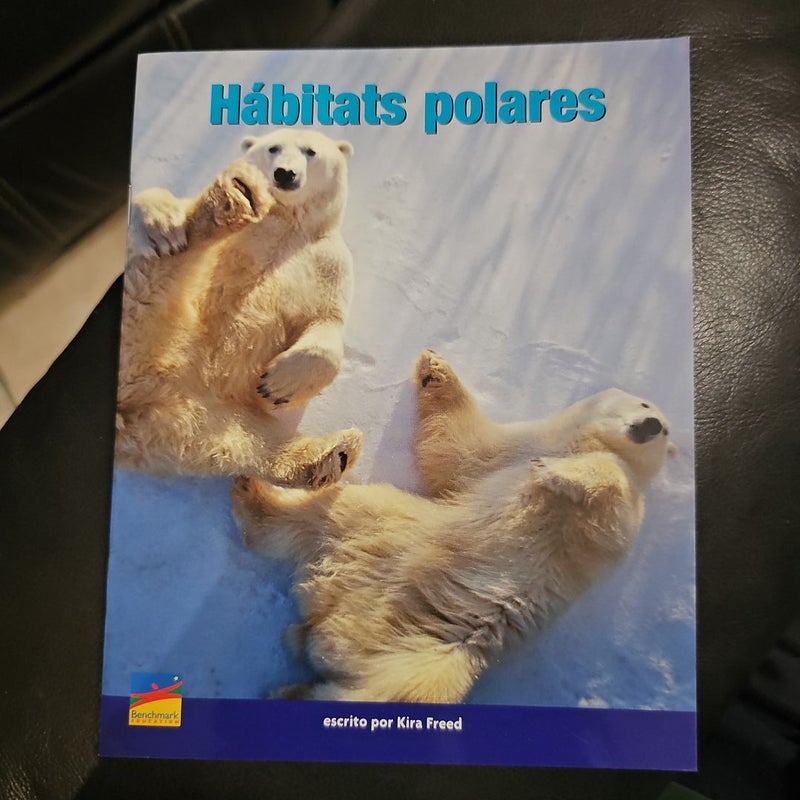 Hábitats polares
Benchmark
EDUCATION
escrito por Kira Freed